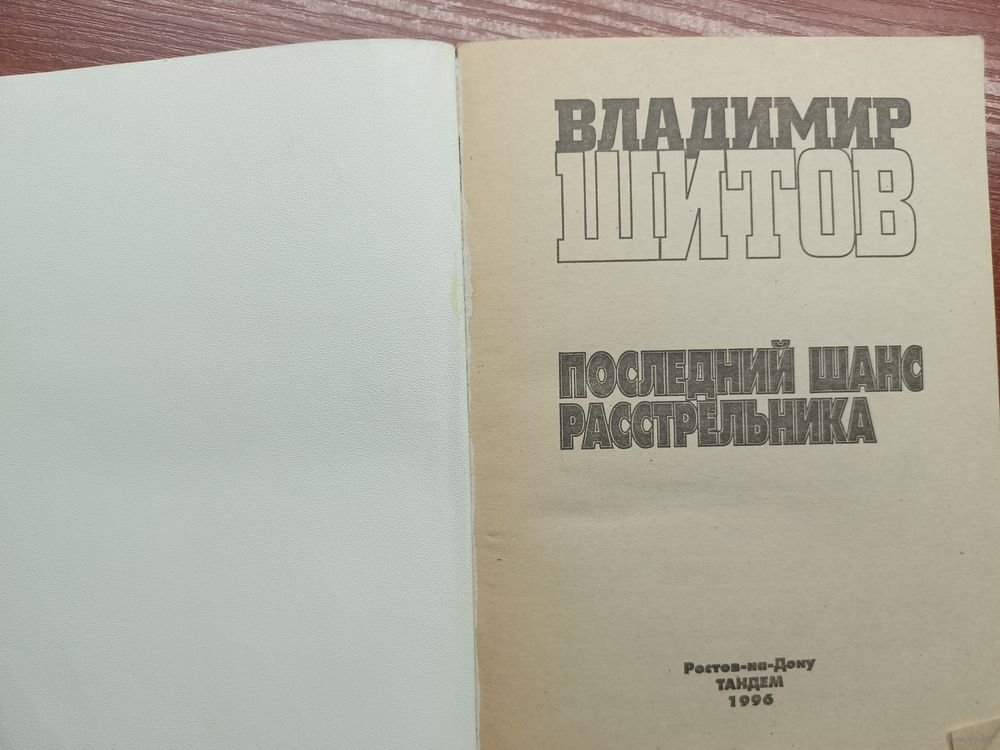 ВЛАДИМИР
ШИТОВ
ПОСЛЕДНИЙ ШАНС
РАССТРЕЛЬНИКА
Ростов-на-Дону
ТАНДЕМ
1996